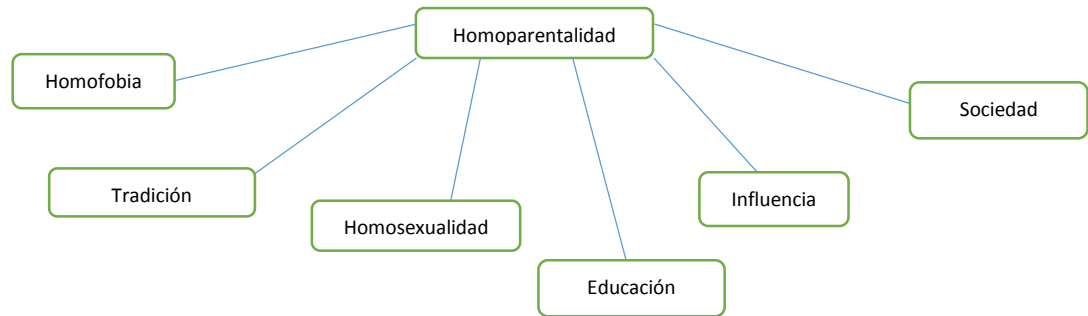 Homoparentalidad
Homofobia
Sociedad
Tradición
Influencia
Homosexualidad
Educación